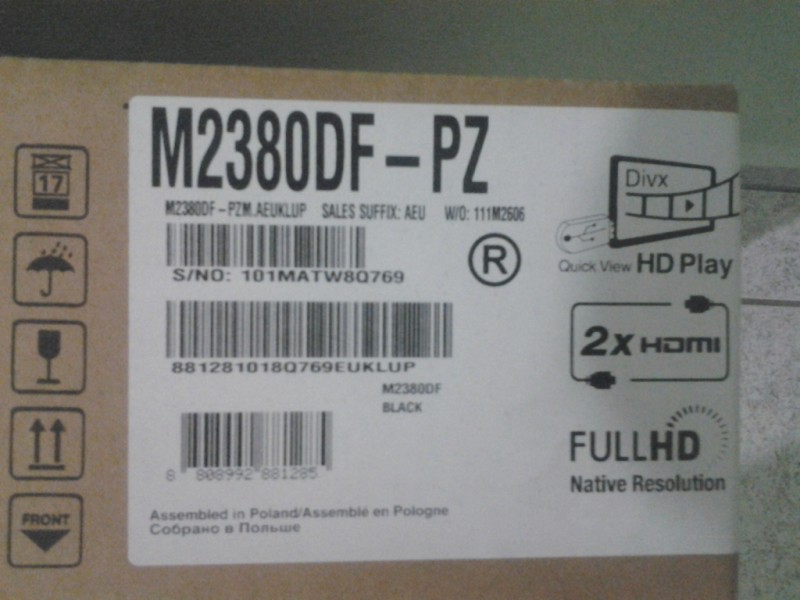 M2380DF-PZ
M2380DF-PZM.AEUKLUP SALES SUFFIX: AEU W/O: 111M2606
S/NO: 101MATW8Q769
881281018Q769EUKLUP
M2380DF
BLACK
8 808992 881285
Assembled in Poland/Assemblé en Pologne
Собрано в Польше
R
Divx
Quick View HD Play
2x HDMI
FULLHD
Native Resolution
17
FRONT